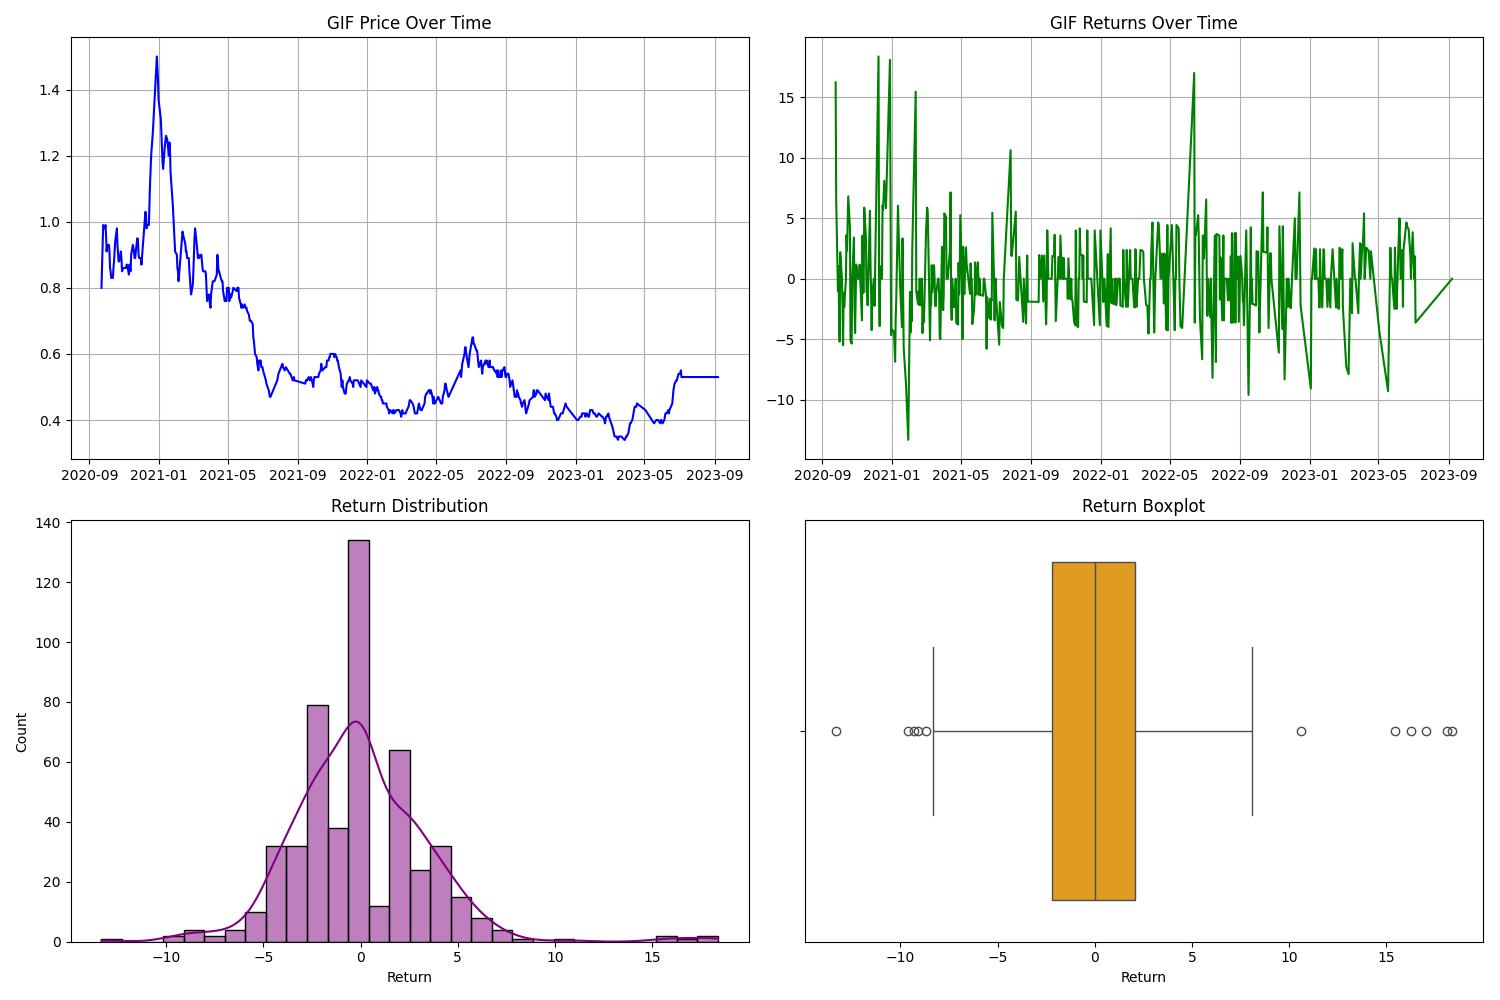 GIF Price Over Time
1.4
1.2
1.0
0.8
0.6
0.4
2020-09 2021-01 2021-05 2021-09 2022-01 2022-05 2022-09 2023-01 2023-05 2023-09
GIF Returns Over Time
15
10
5
0
−5
−10
2020-09 2021-01 2021-05 2021-09 2022-01 2022-05 2022-09 2023-01 2023-05 2023-09
Return Distribution
Count
140
120
100
80
60
40
20
0
−10 −5 0 5 10 15
Return
Return Boxplot
−10 −5 0 5 10 15
Return